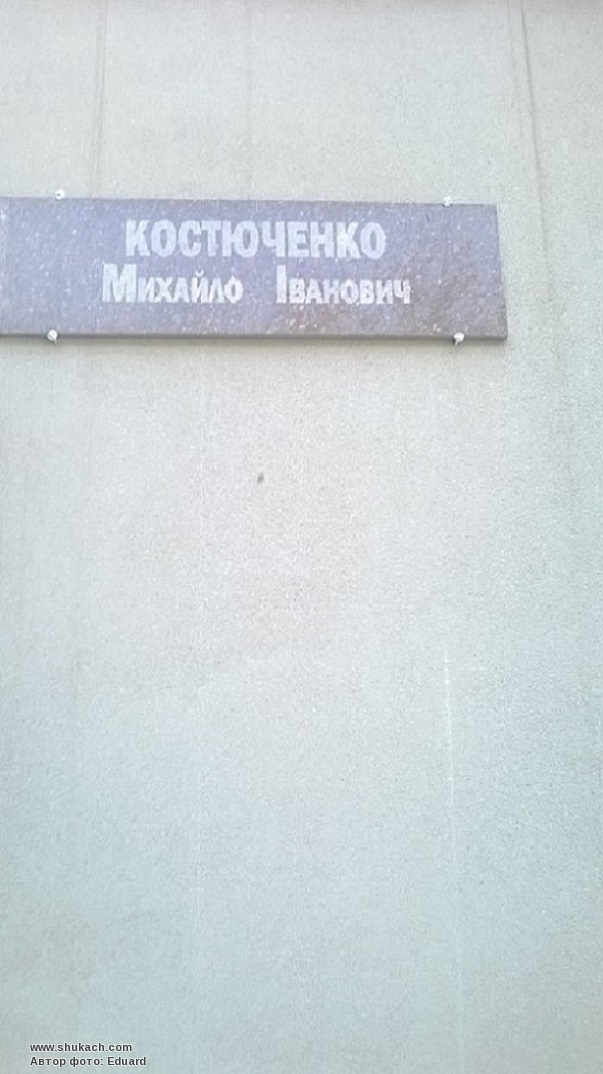 КОСТЮЧЕНКО
Михайло Іванович
www.shukach.com
Автор фото: Eduard